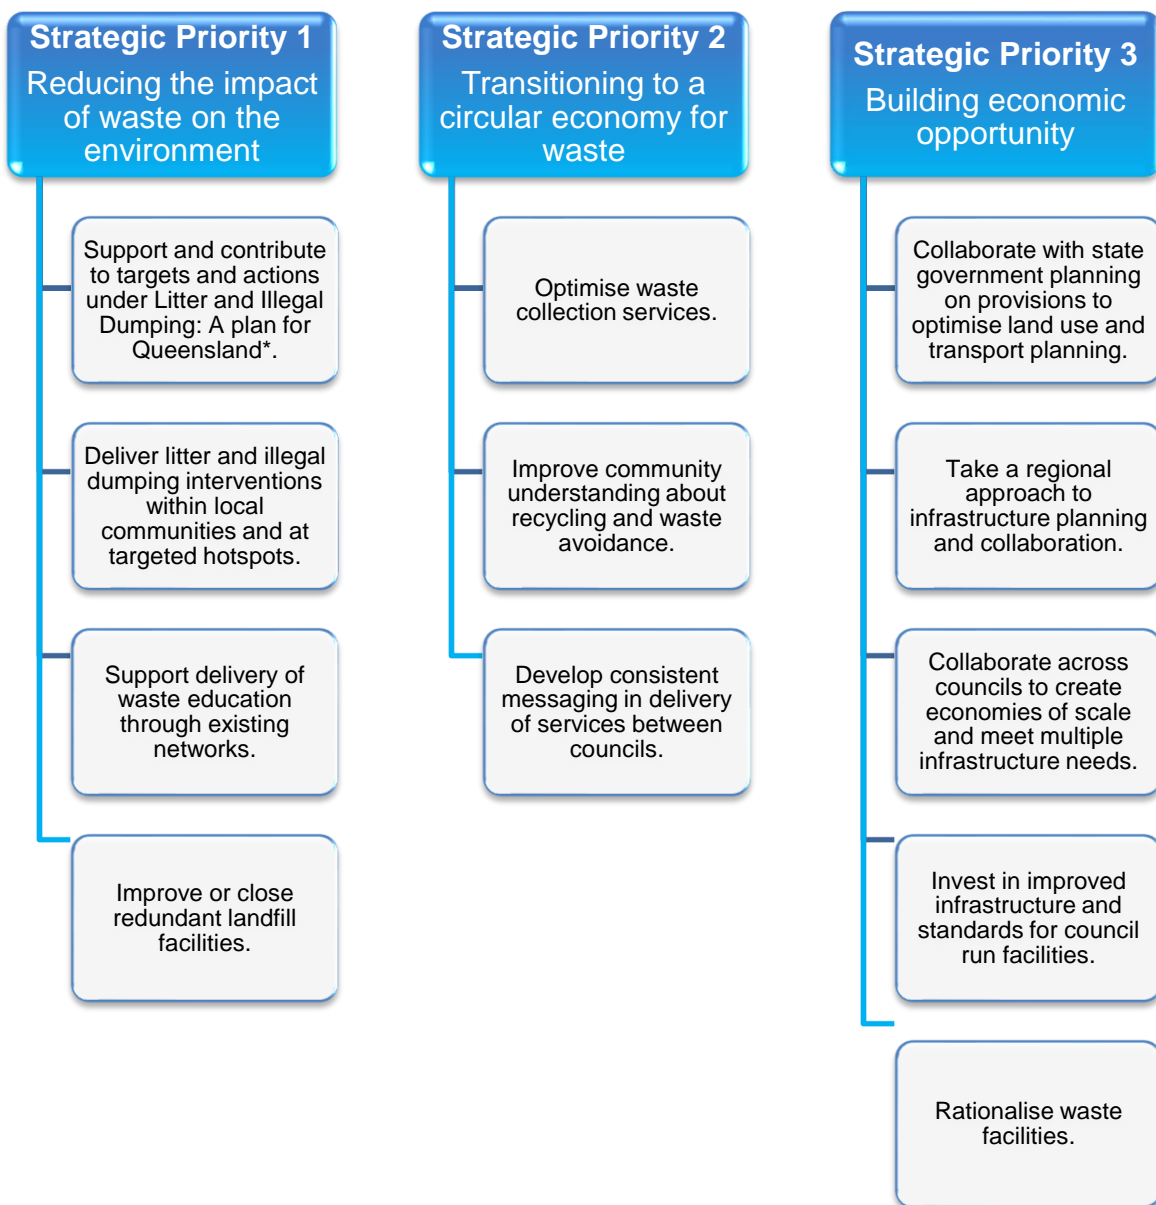 Strategic Priority 1
Reducing the impact
of waste on the
environment
Support and contribute
to targets and actions
under Litter and Illegal
Dumping: A plan for
Queensland*.
Deliver litter and illegal
dumping interventions
within local
communities and at
targeted hotspots.
Support delivery of
waste education
through existing
networks.
Improve or close
redundant landfill
facilities.
Strategic Priority 2
Transitioning to a
circular economy for
waste
Optimise waste
collection services.
Improve community
understanding about
recycling and waste
avoidance.
Develop consistent
messaging in delivery
of services between
councils.
Strategic Priority 3
Building economic
opportunity
Collaborate with state
government planning
on provisions to
optimise land use and
transport planning.
Take a regional
approach to
infrastructure planning
and collaboration.
Collaborate across
councils to create
economies of scale
and meet multiple
infrastructure needs.
Invest in improved
infrastructure and
standards for council
run facilities.
Rationalise waste
facilities.